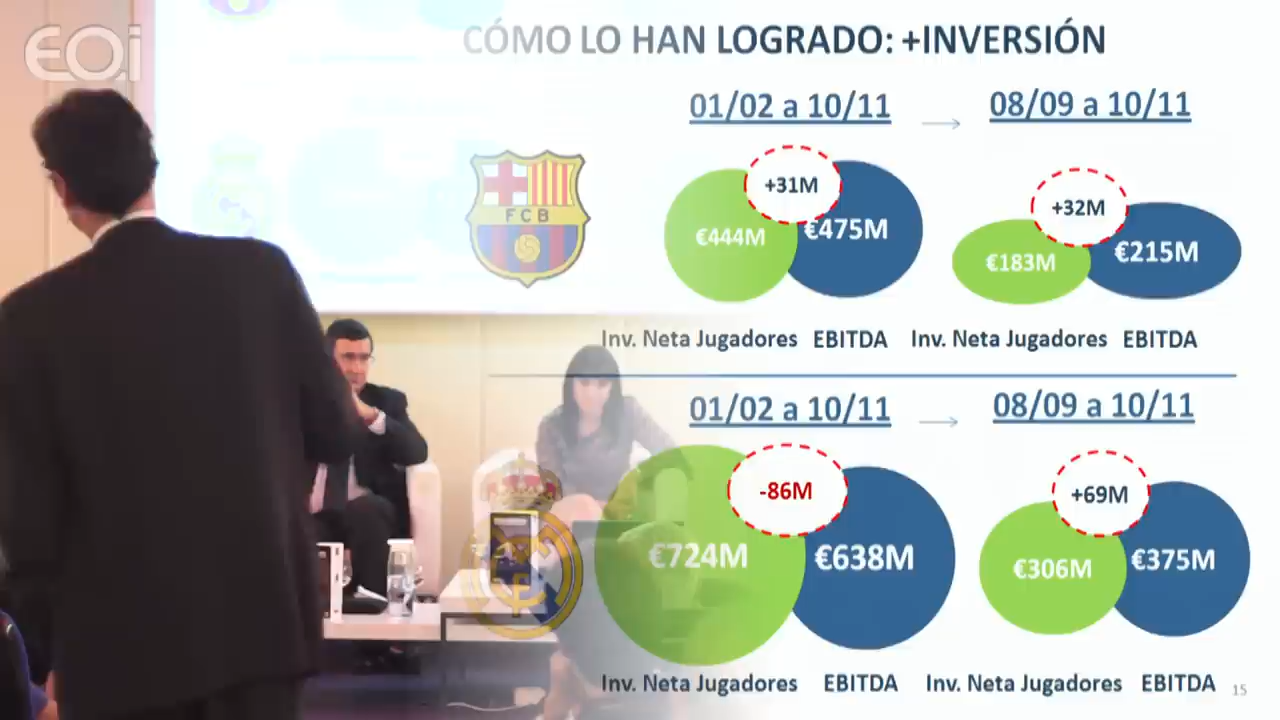 EOi
CÓMO LO HAN LOGRADO: +INVERSIÓN
01/02 a 10/11
08/09 a 10/11
FCB
€444M
+31M
€475M
€183M
+32M
€215M
Inv. Neta Jugadores
EBITDA
Inv. Neta Jugadores
EBITDA
01/02 a 10/11
08/09 a 10/11
€724M
-86M
€638M
€306M
+69M
€375M
Inv. Neta Jugadores
EBITDA
Inv. Neta Jugadores
EBITDA
15